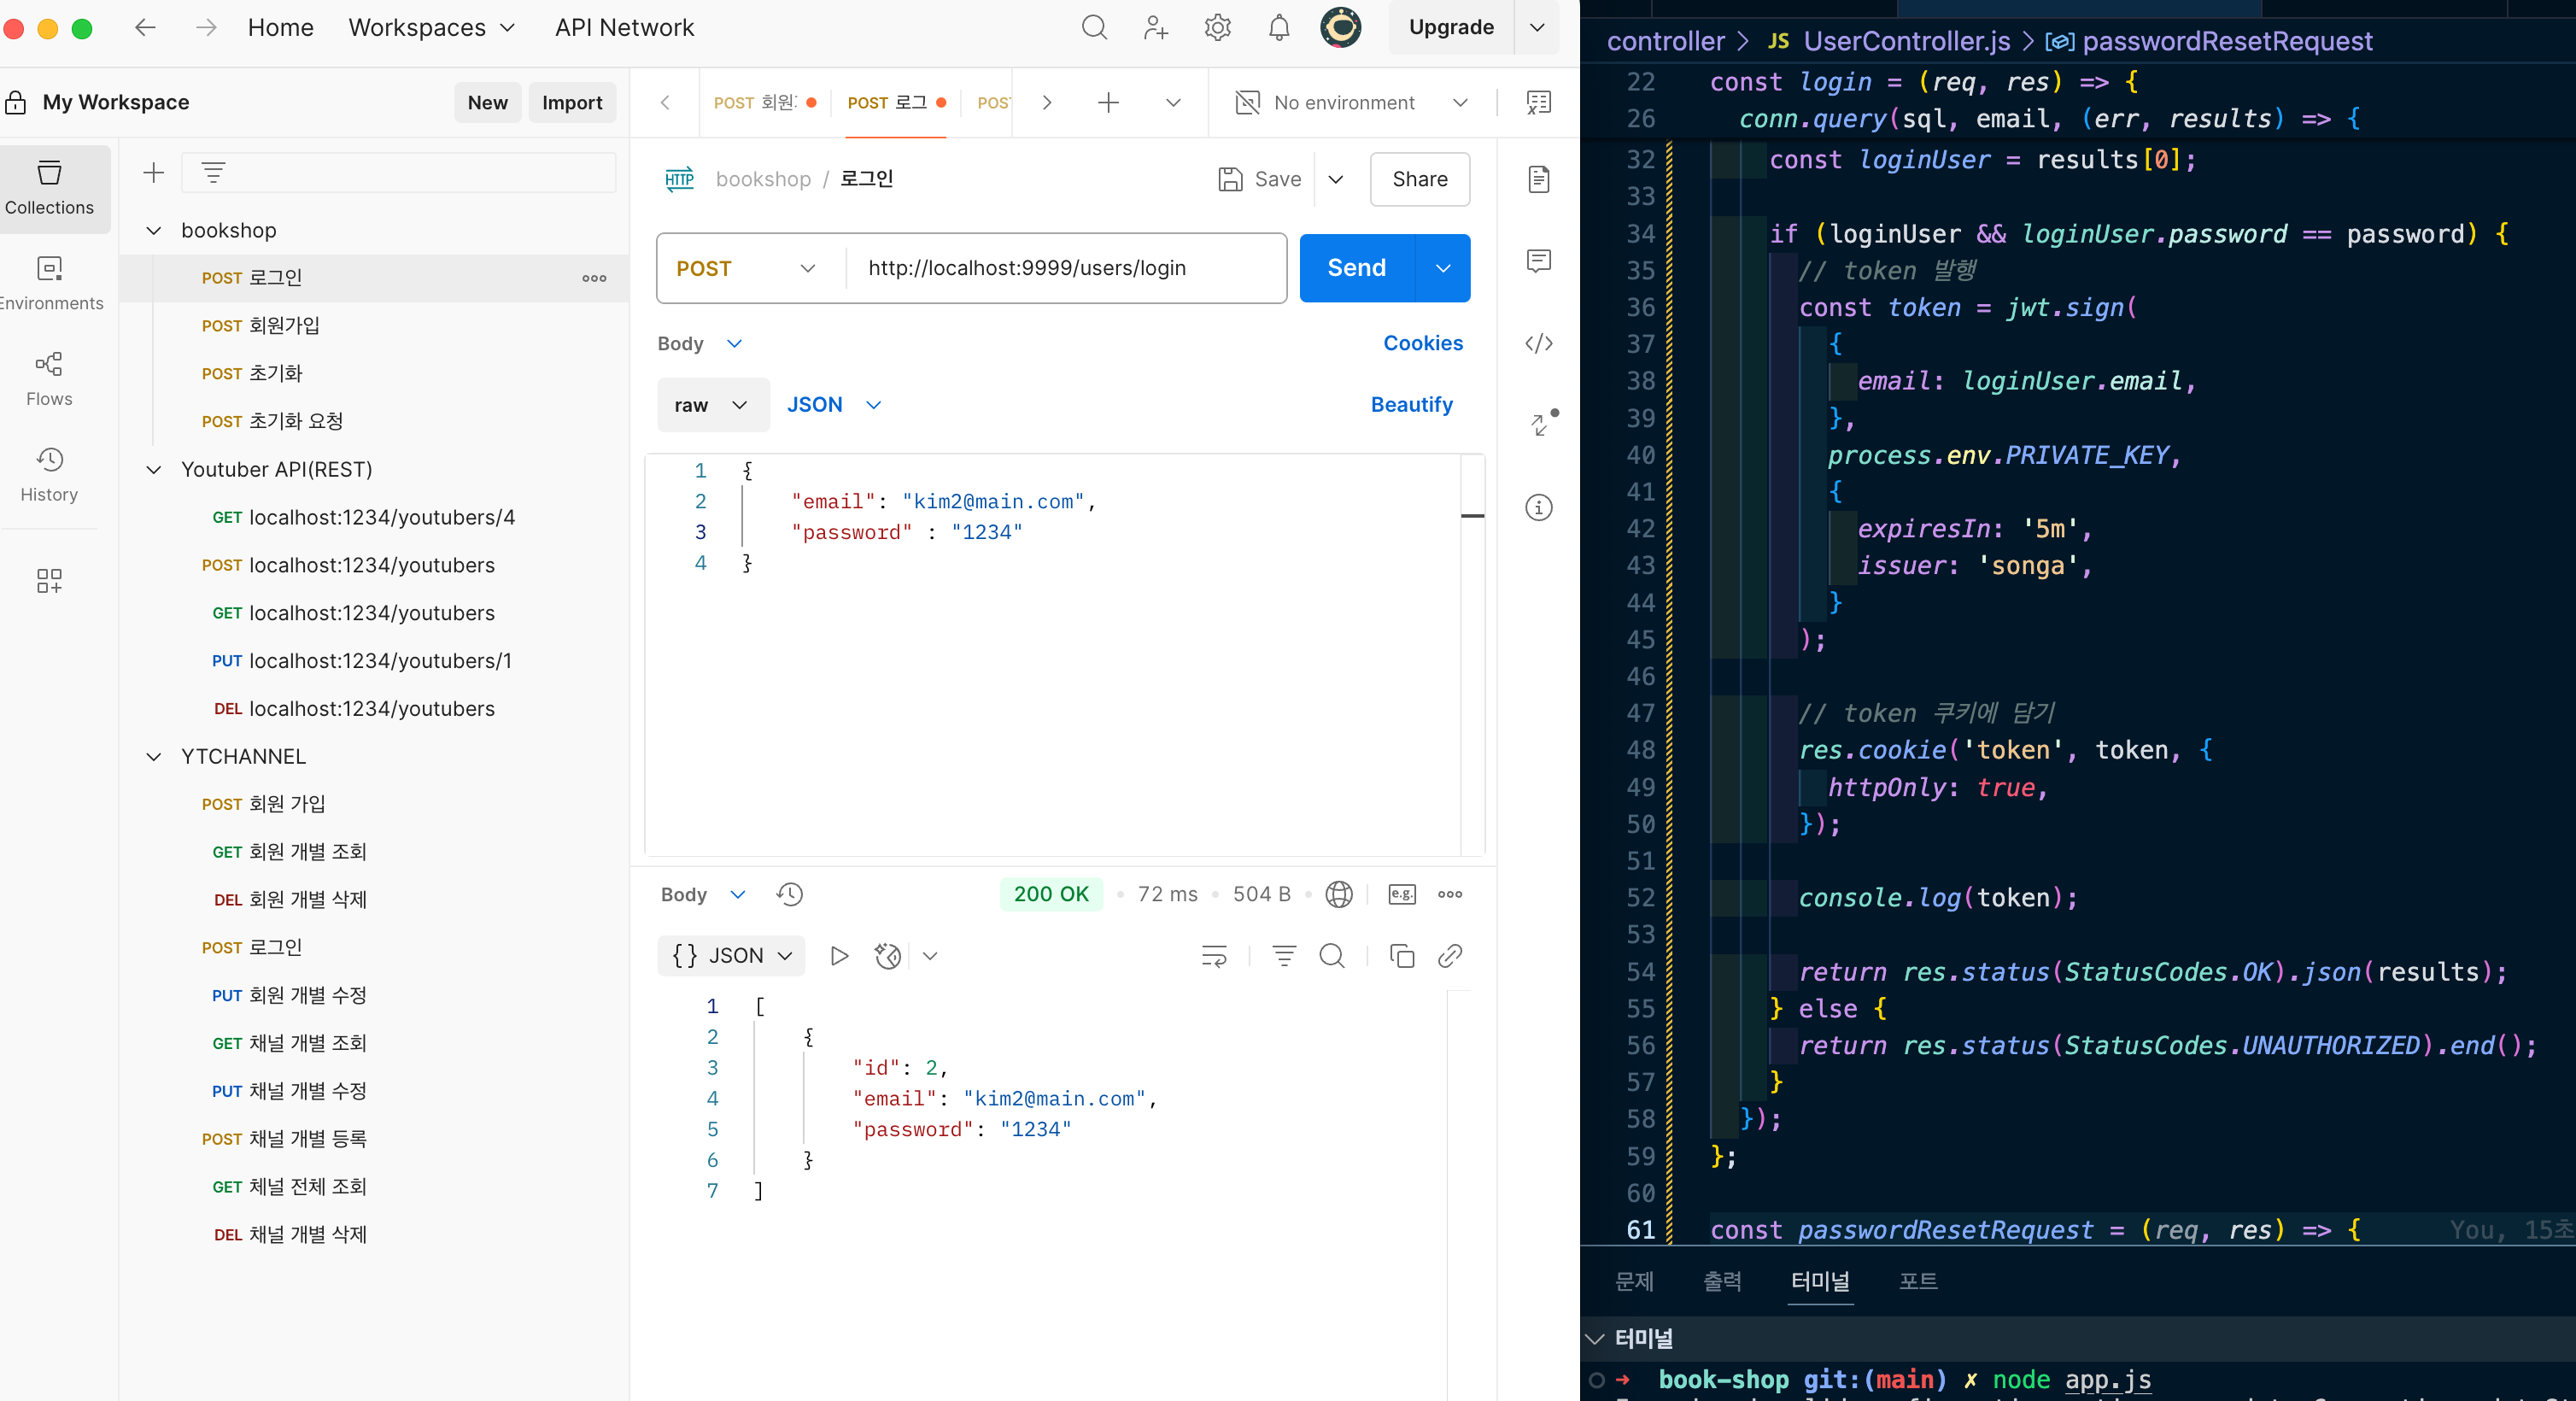 Home
Workspaces
API Network
Upgrade
My Workspace
New
Import
POST 회원
POST 로그
POST
No environment
Collections
Environments
Flows
History
bookshop
POST 로그인
POST 회원가입
POST 초기화
POST 초기화 요청
Youtuber API(REST)
GET localhost:1234/youtubers/4
POST localhost:1234/youtubers
GET localhost:1234/youtubers
PUT localhost:1234/youtubers/1
DEL localhost:1234/youtubers
YTCHANNEL
POST 회원 가입
GET 회원 개별 조회
DEL 회원 개별 삭제
POST 로그인
PUT 회원 개별 수정
GET 채널 개별 조회
PUT 채널 개별 수정
POST 채널 개별 등록
GET 체널 전체 조회
DEL 채널 개별 삭제
HTTP bookshop / 로그인
Save
Share
POST
http://localhost:9999/users/login
Send
Body
Cookies
raw
JSON
Beautify
1 {
2 "email": "kim2@main.com",
3 "password" : "1234"
4 }
Body
200 OK
72 ms
504 B
e.g.
{} JSON
1 [
2 {
3 "id": 2,
4 "email": "kim2@main.com",
5 "password": "1234"
6 }
7 ]
controller > JS UserController.js > passwordResetRequest
22 const login = (req, res) => {
26 conn.query(sql, email, (err, results) => {
32 const loginUser = results[0];
33
34 if (loginUser && loginUser.password == password) {
35 // token 발행
36 const token = jwt.sign(
37 {
38 email: loginUser.email,
39 },
40 process.env.PRIVATE_KEY,
41 {
42 expiresIn: '5m',
43 issuer: 'songa',
44 }
45 );
46
47 // token 쿠키에 담기
48 res.cookie('token', token, {
49 httpOnly: true,
50 });
51
52 console.log(token);
53
54 return res.status(StatusCodes.OK).json(results);
55 } else {
56 return res.status(StatusCodes.UNAUTHORIZED).end();
57 }
58 });
59 };
60
61 const passwordResetRequest = (req, res) => { You, 15초
문제
출력
터미널
포트
터미널
➜ book-shop git:(main) ✗ node app.js